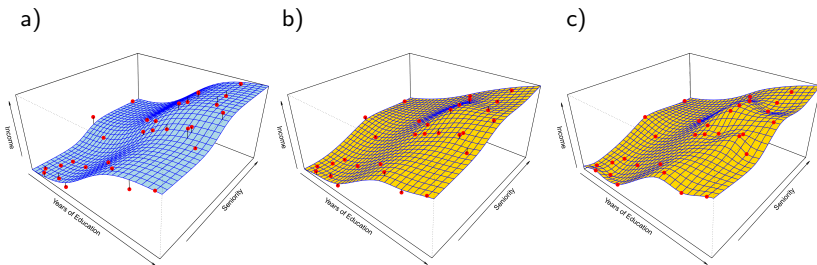 a)
b)
c)
Income
Years of Education
Seniority
Income
Years of Education
Seniority
Income
Years of Education
Seniority